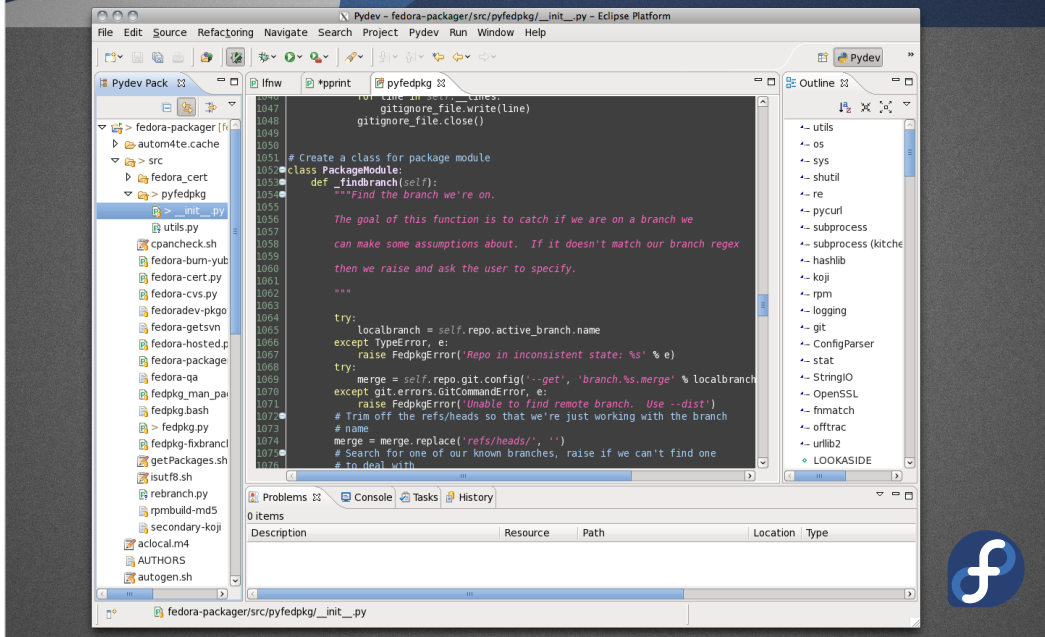 Pydev - fedora-packager/src/pyfedpkg/__init__.py - Eclipse Platform
File Edit Source Refactoring Navigate Search Project Pydev Run Window Help
Pydev
»
Pydev Pack
lfnw
*pprint
pyfedpkg
Outline
> fedora-packager [f
autom4te.cache
> src
fedora_cert
> pyfedpkg
> __init__.py
utils.py
cpancheck.sh
fedora-burn-yub
fedora-cert.py
fedora-cvs.py
fedoradev-pkgo
fedora-getsvn
fedora-hosted.p
fedora-package
fedora-qa
fedpkg_man_pa
fedpkg.bash
> fedpkg.py
fedpkg-fixbrancl
getPackages.sh
isutf8.sh
rebranch.py
rpmbuild-md5
secondary-koji
aclocal.m4
AUTHORS
autogen.sh
1046 for line in self.__lines:
1047 gitignore_file.write(line)
1048 gitignore_file.close()
1049
1050
1051 # Create a class for package module
1052 class PackageModule:
1053 def _findbranch(self):
1054 """Find the branch we're on.
1055
1056 The goal of this function is to catch if we are on a branch we
1057
1058 can make some assumptions about.  If it doesn't match our branch regex
1059
1060 then we raise and ask the user to specify.
1061
1062 """
1063
1064 try:
1065 localbranch = self.repo.active_branch.name
1066 except TypeError, e:
1067 raise FedpkgError('Repo in inconsistent state: %s' % e)
1068 try:
1069 merge = self.repo.git.config('--get', 'branch.%s.merge' % localbranch
1070 except git.errors.GitCommandError, e:
1071 raise FedpkgError('Unable to find remote branch.  Use --dist')
1072 # Trim off the refs/heads so that we're just working with the branch
1073 # name
1074 merge = merge.replace('refs/heads/', '')
1075 # Search for one of our known branches, raise if we can't find one
1076 # to deal with
utils
os
sys
shutil
re
pycurl
subprocess
subprocess (kitche
hashlib
koji
rpm
logging
git
ConfigParser
stat
StringIO
OpenSSL
fnmatch
offtrac
urllib2
LOOKASIDE
Problems
Console
Tasks
History
0 items
Description Resource Path Location Type
fedora-packager/src/pyfedpkg/__init__.py